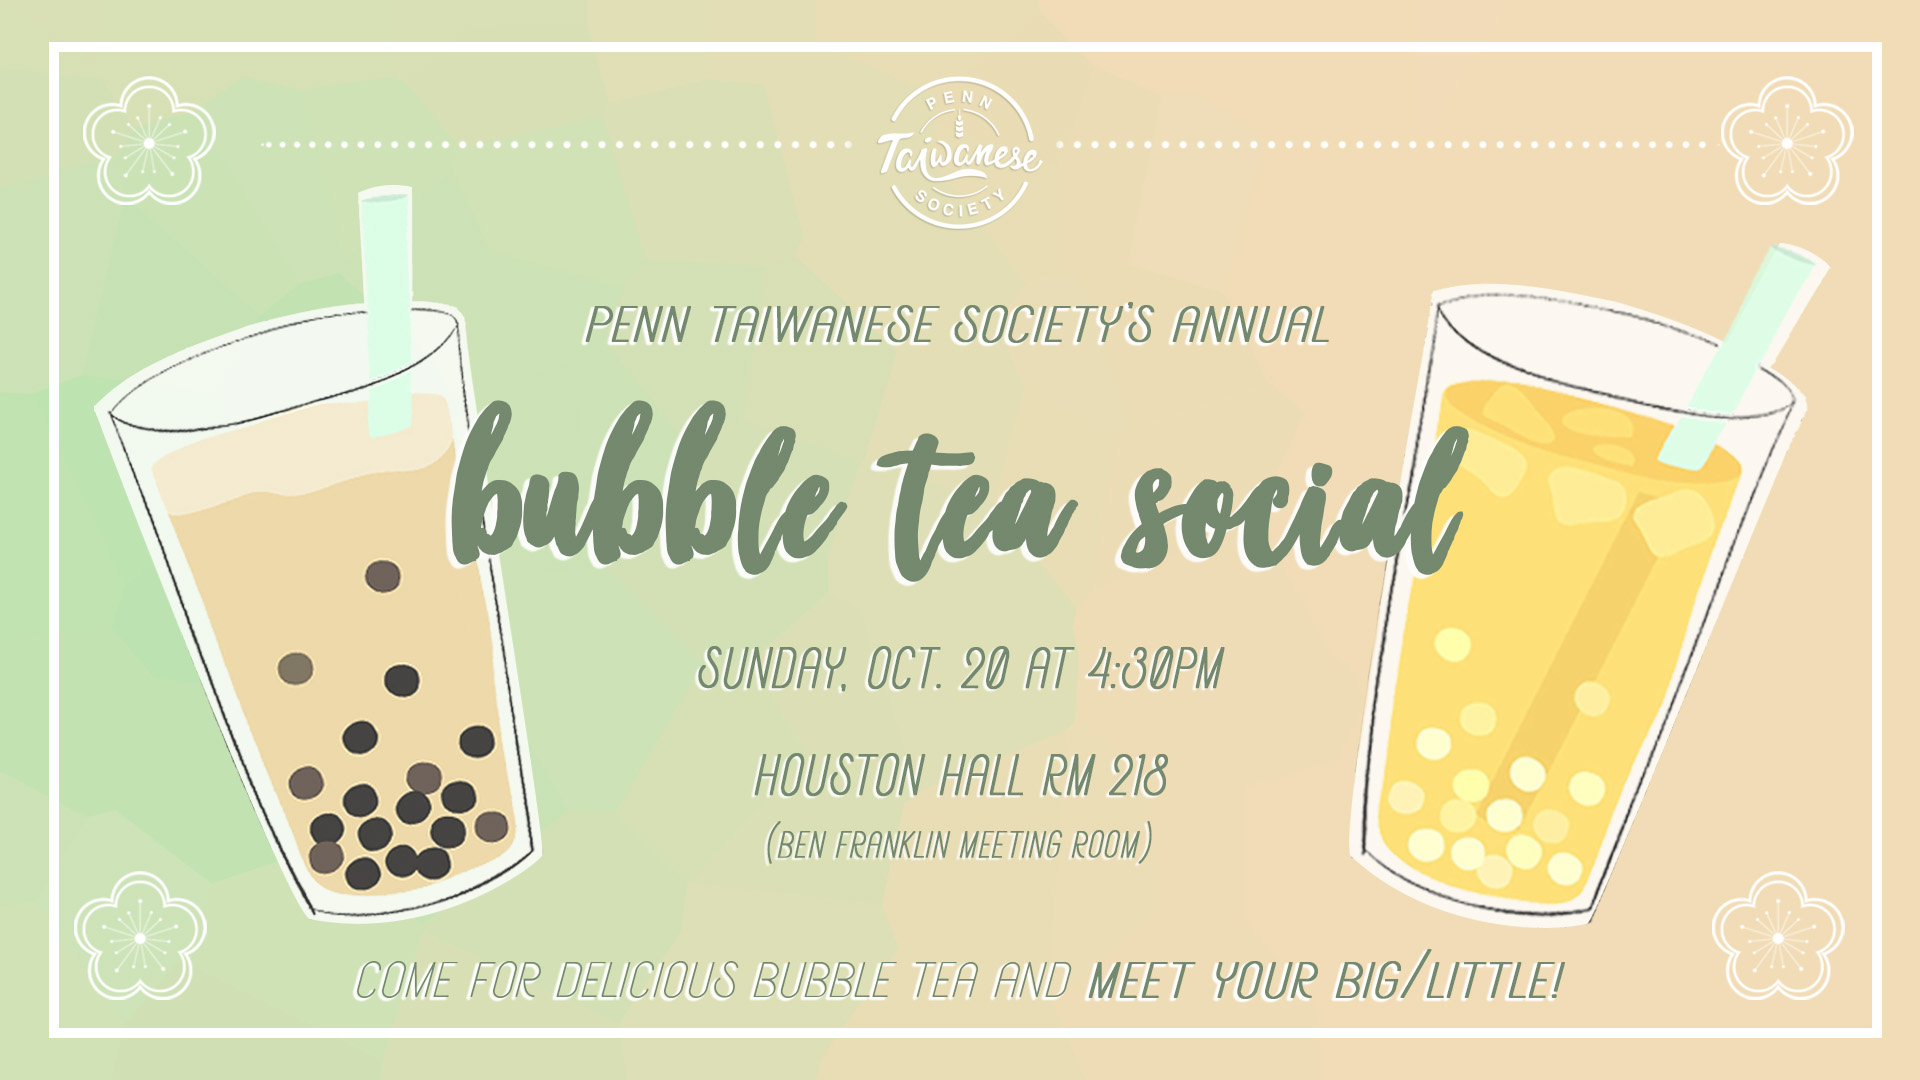 PENN
Taiwanese
SOCIETY
PENN TAIWANESE SOCIETY'S ANNUAL
bubble tea social
SUNDAY, OCT. 20 AT 4:30PM
HOUSTON HALL RM 218
(BEN FRANKLIN MEETING ROOM)
COME FOR DELICIOUS BUBBLE TEA AND MEET YOUR BIG/LITTLE!